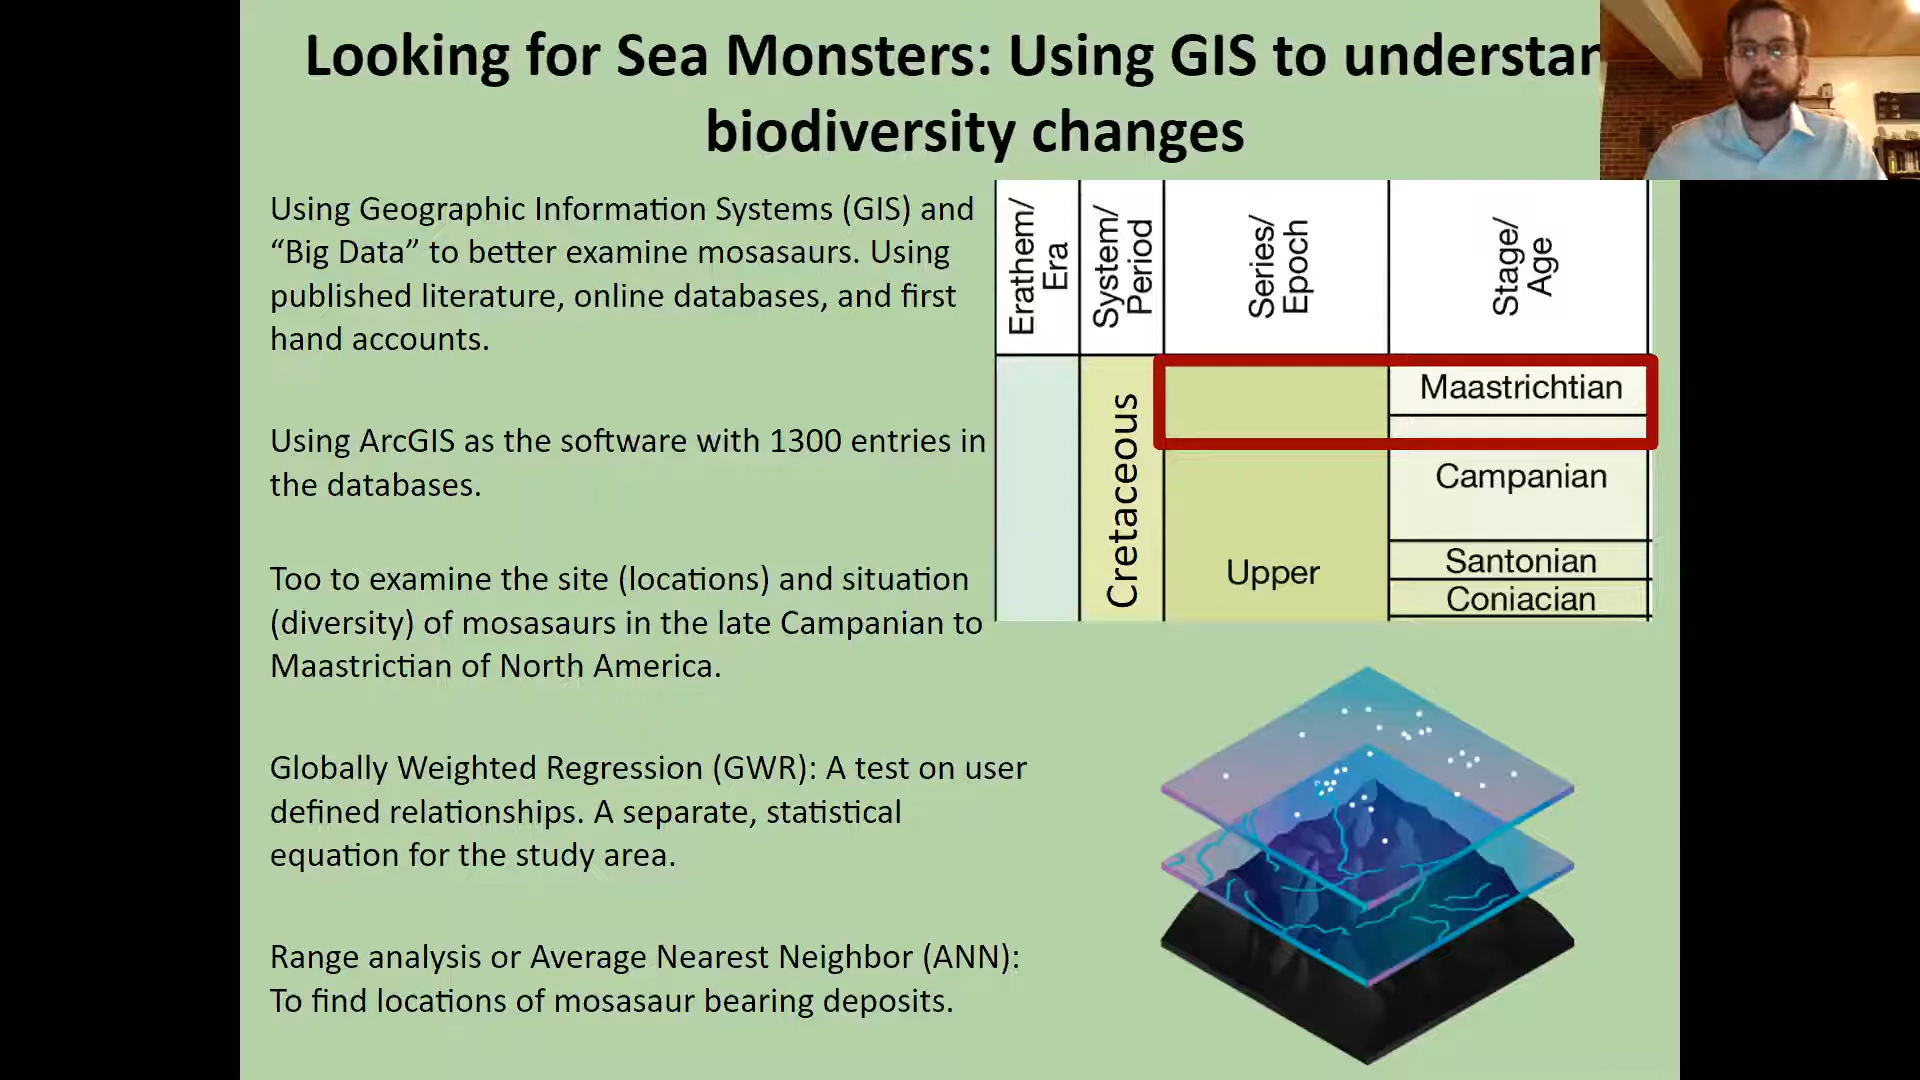 Looking for Sea Monsters: Using GIS to understan
biodiversity changes
Using Geographic Information Systems (GIS) and
“Big Data” to better examine mosasaurs. Using
published literature, online databases, and first
hand accounts.
Using ArcGIS as the software with 1300 entries in
the databases.
Too to examine the site (locations) and situation
(diversity) of mosasaurs in the late Campanian to
Maastrictian of North America.
Globally Weighted Regression (GWR): A test on user
defined relationships. A separate, statistical
equation for the study area.
Range analysis or Average Nearest Neighbor (ANN):
To find locations of mosasaur bearing deposits.
Erathem/
Era
System/
Period
Series/
Epoch
Stage/
Age
Cretaceous
Upper
Maastrichtian
Campanian
Santonian
Coniacian